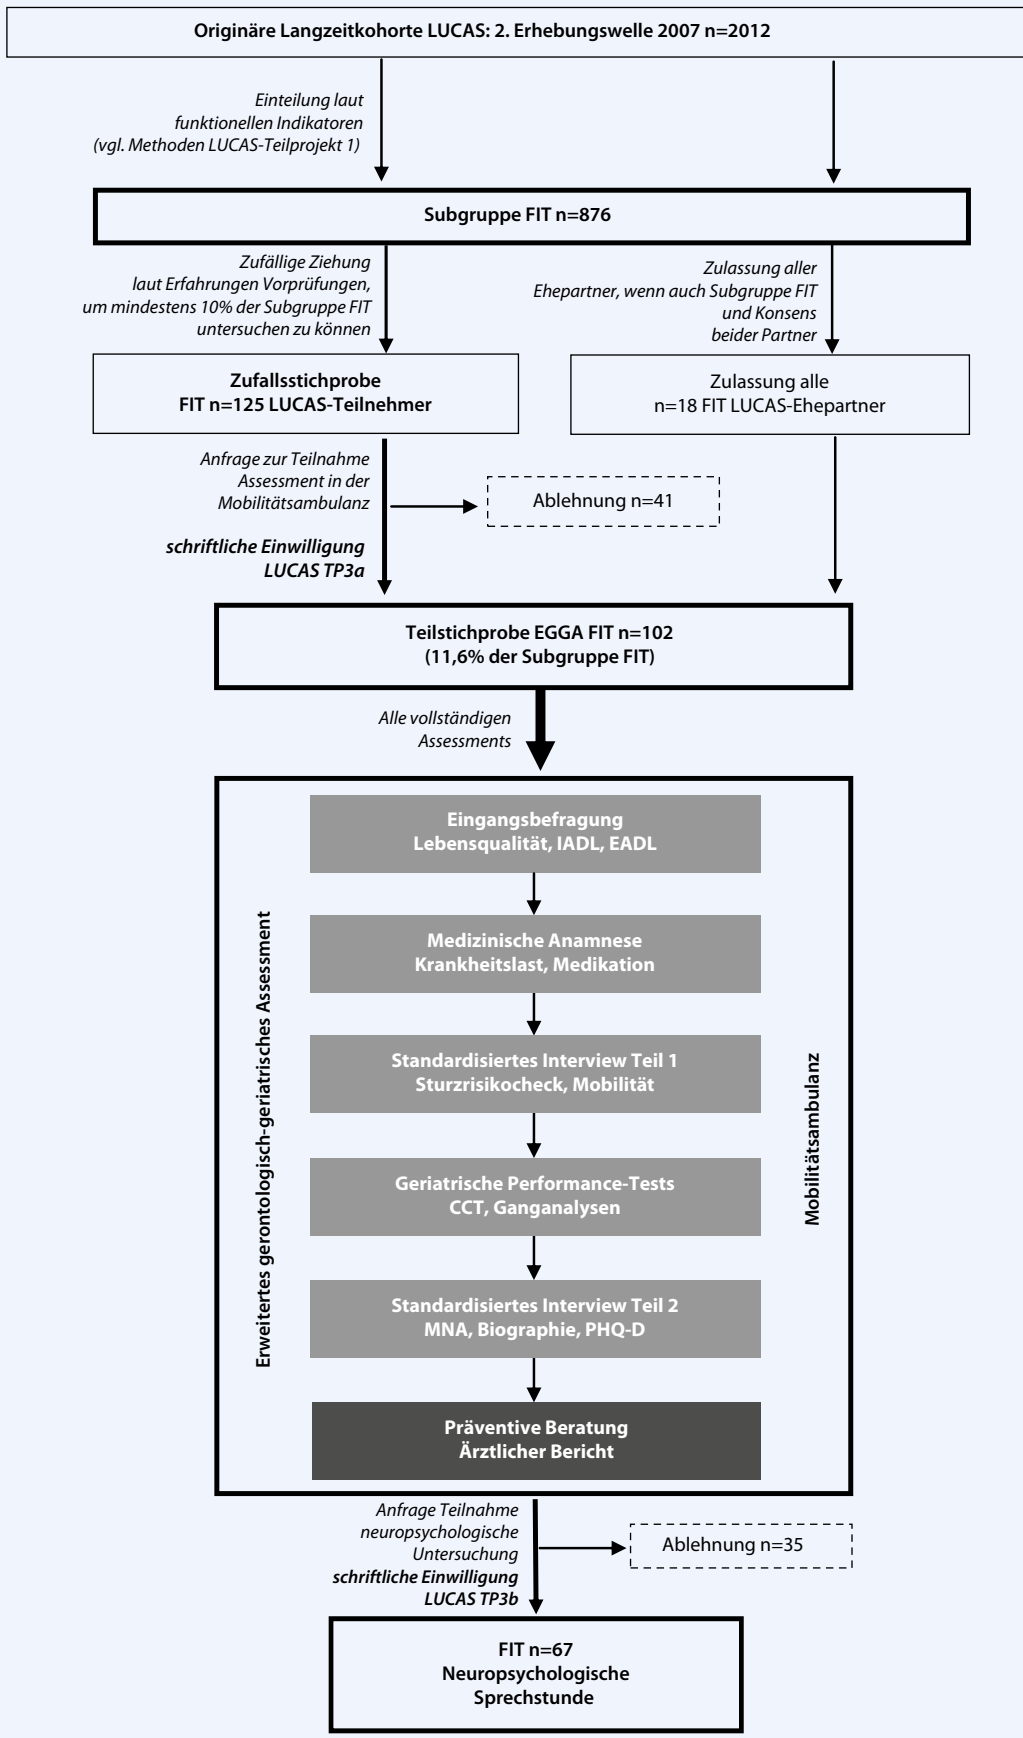 Originäre Langzeitkohorte LUCAS: 2. Erhebungswelle 2007 n=2012
Einteilung laut
funktionellen Indikatoren
(vgl. Methoden LUCAS-Teilprojekt 1)
Subgruppe FIT n=876
Zufällige Ziehung
laut Erfahrungen Vorprüfungen,
um mindestens 10% der Subgruppe FIT
untersuchen zu können
Zulassung aller
Ehepartner, wenn auch Subgruppe FIT
und Konsens
beider Partner
Zufallsstichprobe
FIT n=125 LUCAS-Teilnehmer
Zulassung alle
n=18 FIT LUCAS-Ehepartner
Anfrage zur Teilnahme
Assessment in der
Mobilitätsambulanz
Ablehnung n=41
schriftliche Einwilligung
LUCAS TP3a
Teilstichprobe EGGA FIT n=102
(11,6% der Subgruppe FIT)
Alle vollständigen
Assessments
Erweitertes gerontologisch-geriatrisches Assessment
Eingangsbefragung
Lebensqualität, IADL, EADL
Medizinische Anamnese
Krankheitslast, Medikation
Standardisiertes Interview Teil 1
Sturzrisikocheck, Mobilität
Geriatrische Performance-Tests
CCT, Ganganalysen
Standardisiertes Interview Teil 2
MNA, Biographie, PHQ-D
Präventive Beratung
Ärztlicher Bericht
Mobilitätsambulanz
Anfrage Teilnahme
neuropsychologische
Untersuchung
schriftliche Einwilligung
LUCAS TP3b
Ablehnung n=35
FIT n=67
Neuropsychologische
Sprechstunde